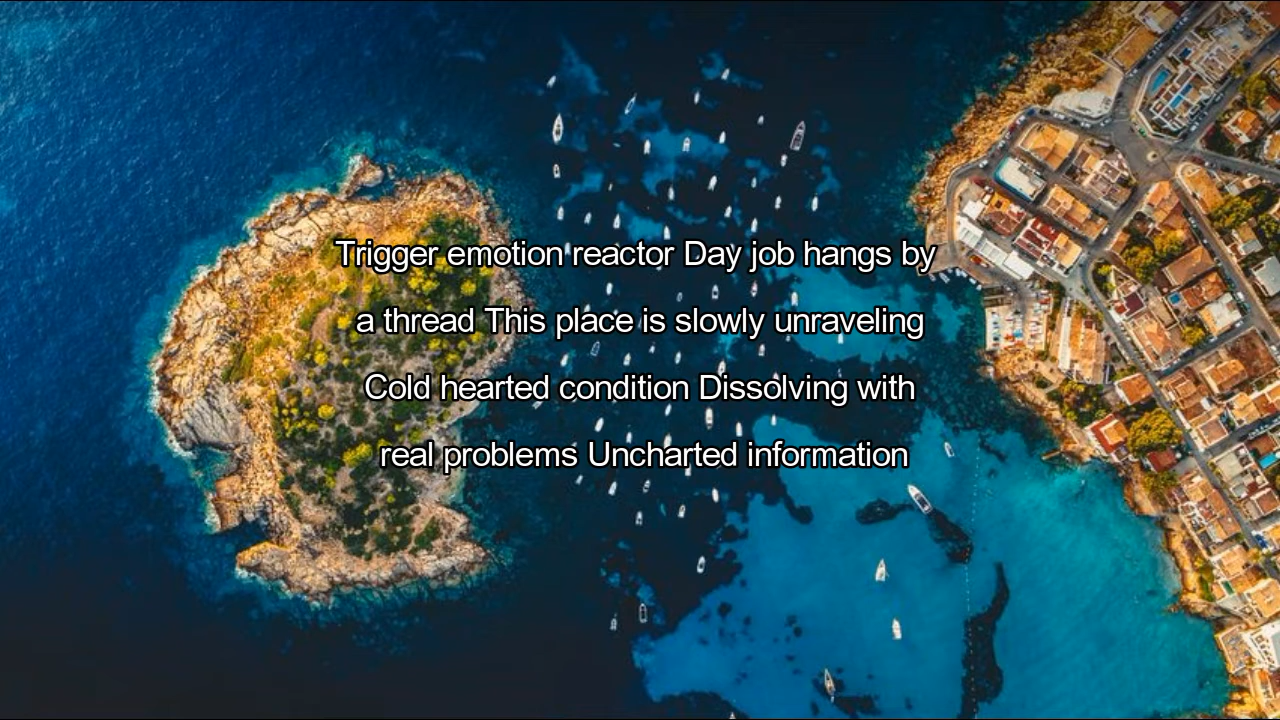 Trigger emotion reactor Day job hangs by
a thread This place is slowly unraveling
Cold hearted condition Dissolving with
real problems Uncharted information